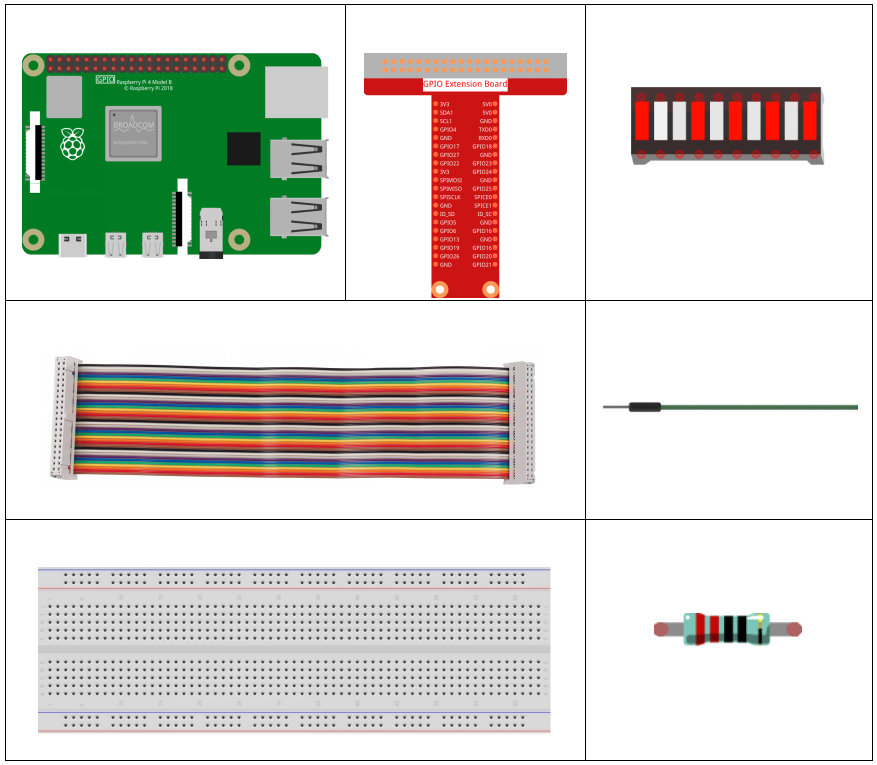 GPIO
Raspberry Pi 4 Model B
© Raspberry Pi 2018
BROADCOM
GPIO Extension Board
3V3 5V0
SDA1 5V0
SCL1 GND
GPIO4 TXD0
GND RXD0
GPIO17 GPIO18
GPIO27 GND
GPIO22 GPIO23
3V3 GPIO24
SPIMOSI GND
SPIMISO GPIO25
SPISCLK SPICE0
GND SPICE1
ID_SD ID_SC
GPIO5 GND
GPIO6 GPIO16
GPIO13 GND
GPIO19 GPIO16
GPIO26 GPIO20
GND GPIO21